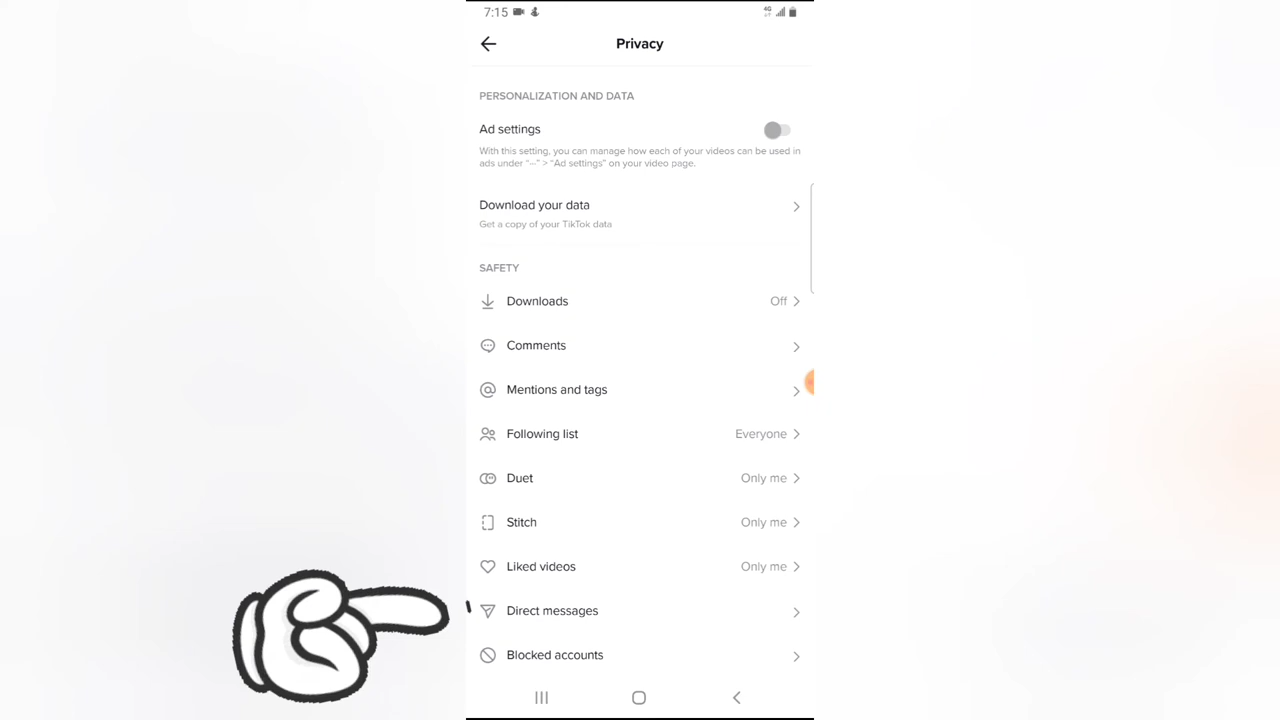 7:15
4G
Privacy
PERSONALIZATION AND DATA
Ad settings
With this setting, you can manage how each of your videos can be used in
ads under “···” > “Ad settings” on your video page.
Download your data
Get a copy of your TikTok data
SAFETY
Downloads Off
Comments
Mentions and tags
Following list Everyone
Duet Only me
Stitch Only me
Liked videos Only me
Direct messages
Blocked accounts